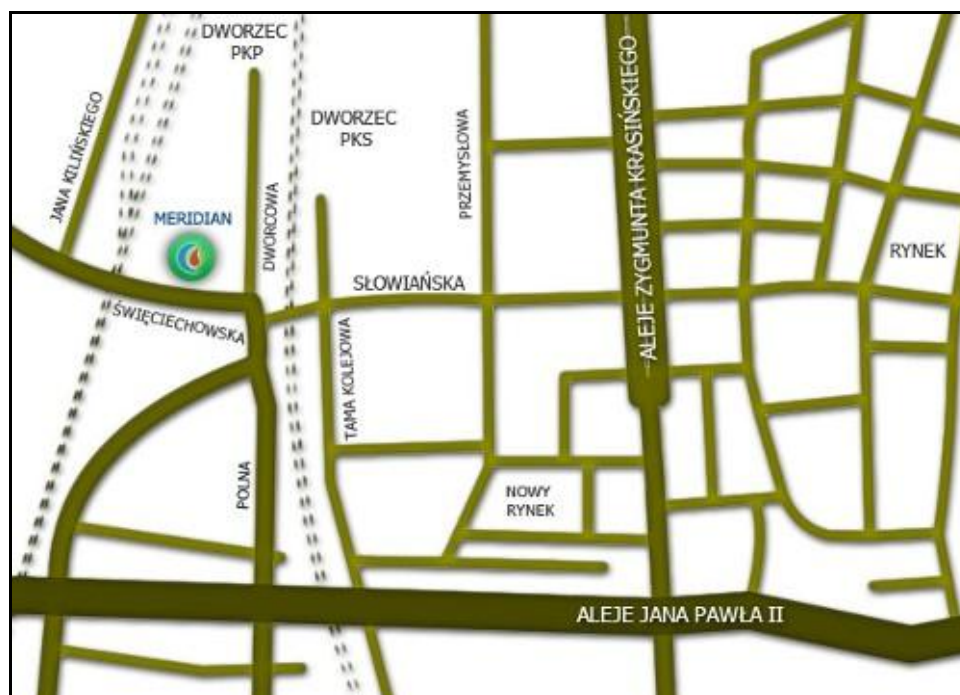 DWORZEC
PKP
DWORZEC
PKS
JANA KILIŃSKIEGO
MERIDIAN
DWORCOWA
PRZEMYSŁOWA
ALEJE ZYGMUNTA KRASIŃSKIEGO
RYNEK
SŁOWIAŃSKA
ŚWIĘCIECHOWSKA
TAMA KOLEJOWA
POLNA
NOWY
RYNEK
ALEJE JANA PAWŁA II